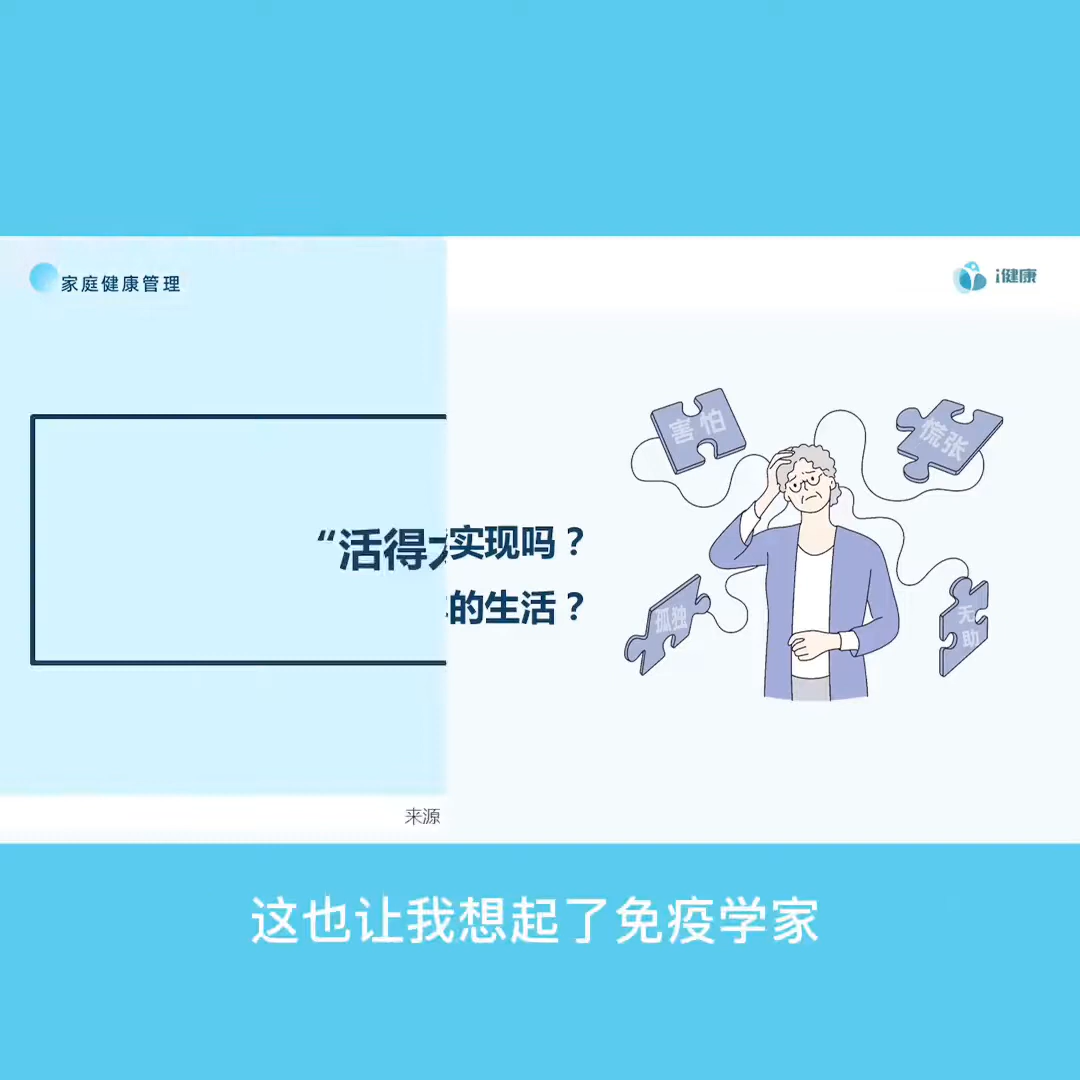 家庭健康管理
i健康
害怕
慌张
“活得
实现吗？
的生活？
孤独
无助
来源
这也让我想起了免疫学家